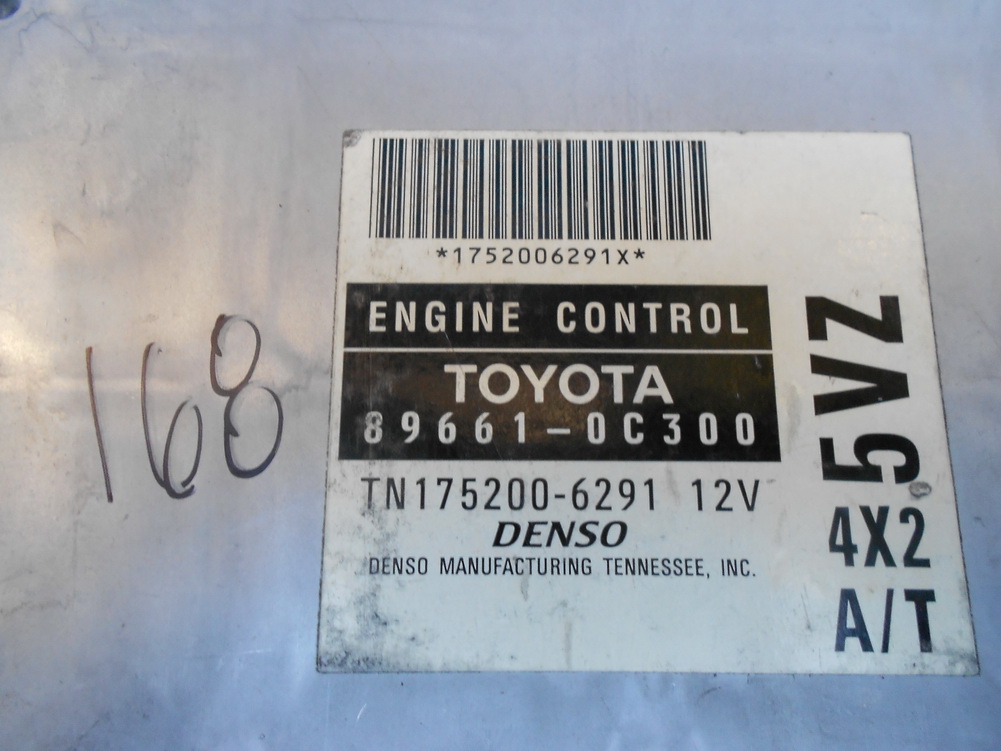 *1752006291X*
ENGINE CONTROL
TOYOTA
89661-0C300
TN175200-6291 12V
DENSO
DENSO MANUFACTURING TENNESSEE, INC.
5VZ
4X2
A/T
168